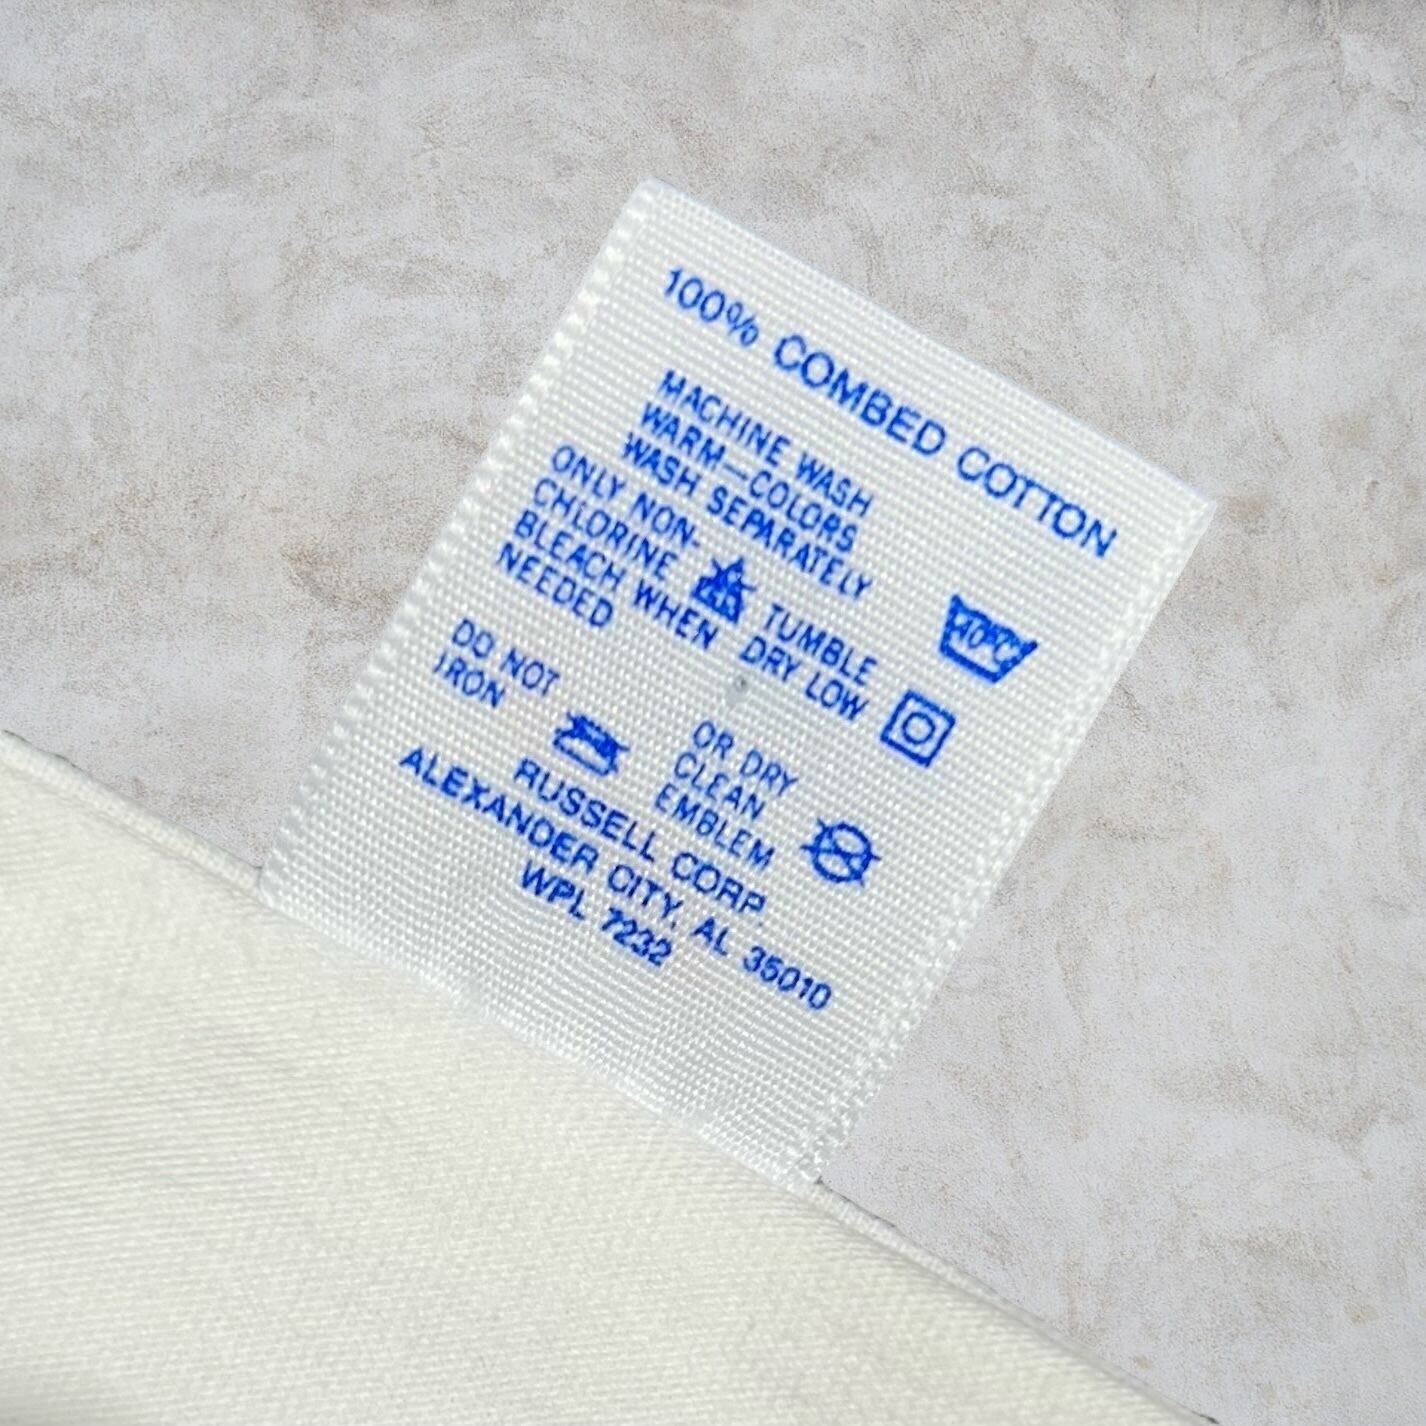 100% COMBED COTTON
MACHINE WASH
WARM—COLORS
WASH SEPARATELY
40°C
ONLY NON-
CHLORINE
BLEACH WHEN
NEEDED
TUMBLE
DRY LOW
DO NOT
IRON
OR DRY
CLEAN
EMBLEM
RUSSELL CORP.
ALEXANDER CITY, AL 35010
WPL 7232